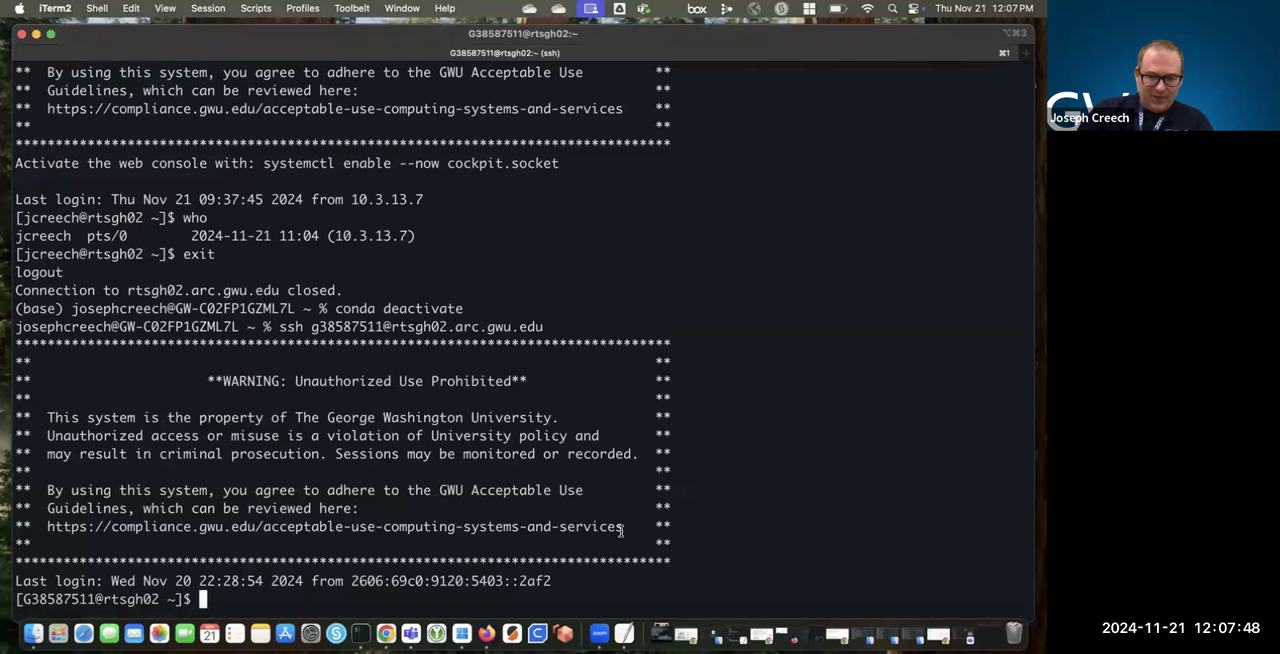 iTerm2 Shell Edit View Session Scripts Profiles Toolbelt Window Help box Thu Nov 21 12:07 PM
G38587511@rtsgh02:~
⌥⌘3
G38587511@rtsgh02:~ (ssh)
⌘1
** By using this system, you agree to adhere to the GWU Acceptable Use **
** Guidelines, which can be reviewed here: **
** https://compliance.gwu.edu/acceptable-use-computing-systems-and-services **
** **
**********************************************************************************
Activate the web console with: systemctl enable --now cockpit.socket
Last login: Thu Nov 21 09:37:45 2024 from 10.3.13.7
[jcreech@rtsgh02 ~]$ who
jcreech pts/0 2024-11-21 11:04 (10.3.13.7)
[jcreech@rtsgh02 ~]$ exit
logout
Connection to rtsgh02.arc.gwu.edu closed.
(base) josephcreech@GW-C02FP1GZML7L ~ % conda deactivate
josephcreech@GW-C02FP1GZML7L ~ % ssh g38587511@rtsgh02.arc.gwu.edu
**********************************************************************************
** **
** **WARNING: Unauthorized Use Prohibited** **
** **
** This system is the property of The George Washington University. **
** Unauthorized access or misuse is a violation of University policy and **
** may result in criminal prosecution. Sessions may be monitored or recorded. **
** **
** By using this system, you agree to adhere to the GWU Acceptable Use **
** Guidelines, which can be reviewed here: **
** https://compliance.gwu.edu/acceptable-use-computing-systems-and-services **
** **
**********************************************************************************
Last login: Wed Nov 20 22:28:54 2024 from 2606:69c0:9120:5403::2af2
[G38587511@rtsgh02 ~]$
Joseph Creech
21
zoom
2024-11-21 12:07:48